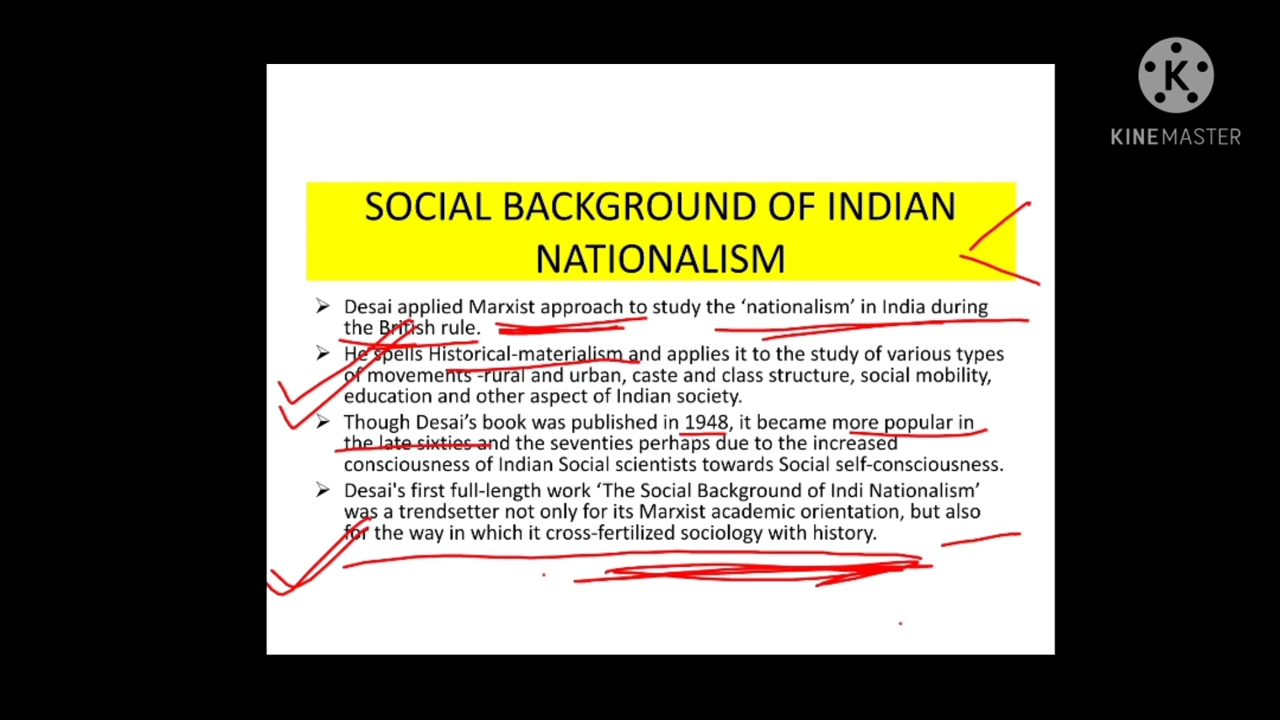 KINEMASTER
SOCIAL BACKGROUND OF INDIAN
NATIONALISM
➢ Desai applied Marxist approach to study the ‘nationalism’ in India during
the British rule.
➢ He spells Historical-materialism and applies it to the study of various types
of movements -rural and urban, caste and class structure, social mobility,
education and other aspect of Indian society.
➢ Though Desai’s book was published in 1948, it became more popular in
the late sixties and the seventies perhaps due to the increased
consciousness of Indian Social scientists towards Social self-consciousness.
➢ Desai's first full-length work ‘The Social Background of Indi Nationalism’
was a trendsetter not only for its Marxist academic orientation, but also
for the way in which it cross-fertilized sociology with history.